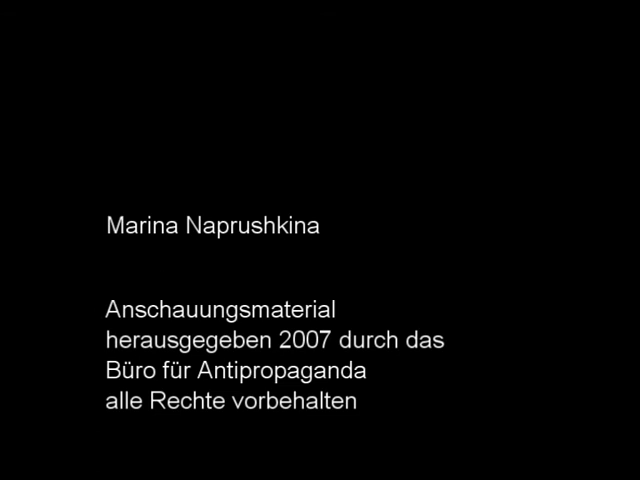 Marina Naprushkina
Anschauungsmaterial
herausgegeben 2007 durch das
Büro für Antipropaganda
alle Rechte vorbehalten